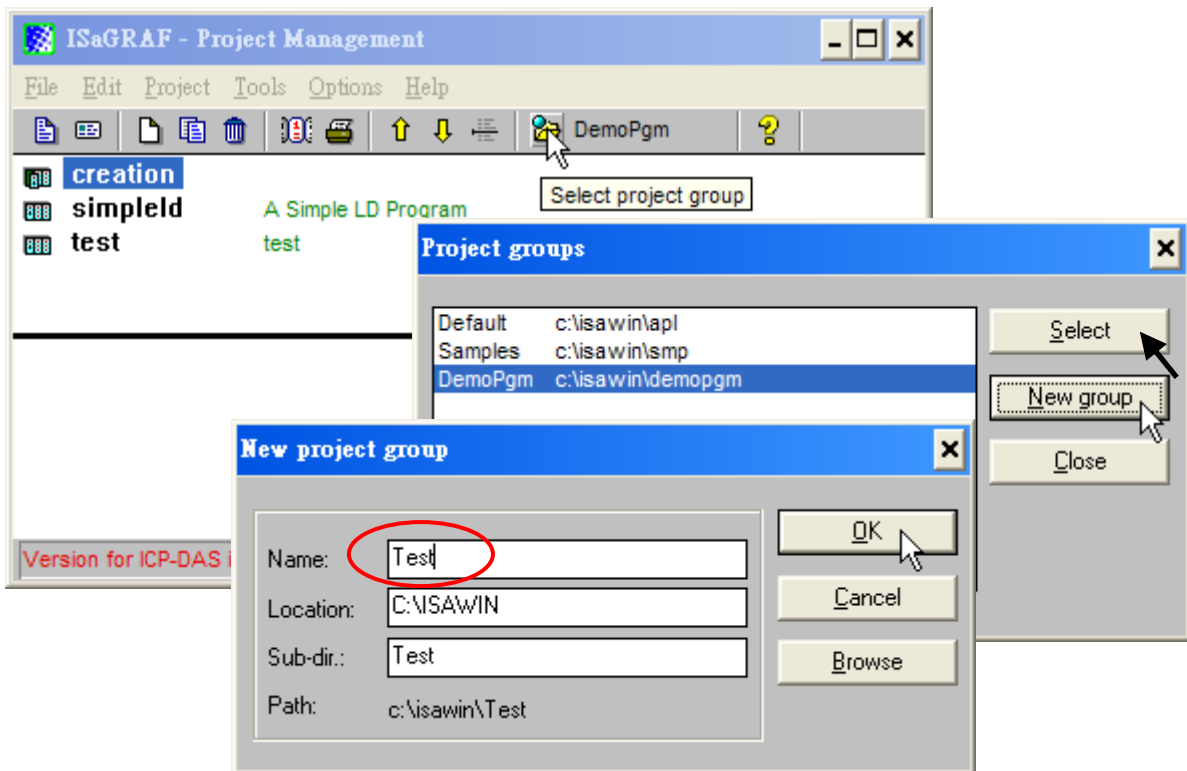 ISaGRAF - Project Management
File Edit Project Tools Options Help
DemoPgm
Select project group
creation
simpleld A Simple LD Program
test test
Version for ICP-DAS
Project groups
Default c:\isawin\apl
Samples c:\isawin\smp
DemoPgm c:\isawin\demopgm
Select
New group
Close
New project group
Name: Test
Location: C:\ISAWIN
Sub-dir.: Test
Path: c:\isawin\Test
OK
Cancel
Browse